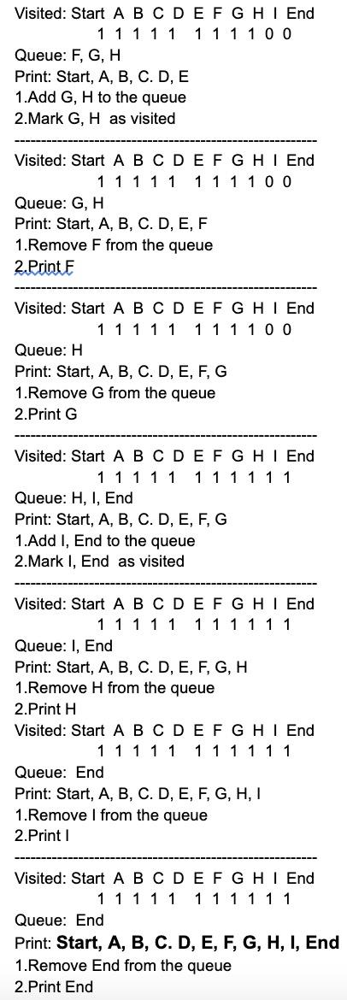 Visited: Start A B C D E F G H I End
1 1 1 1 1 1 1 1 1 0 0
Queue: F, G, H
Print: Start, A, B, C. D, E
1.Add G, H to the queue
2.Mark G, H as visited
------------------------------------------------------------
Visited: Start A B C D E F G H I End
1 1 1 1 1 1 1 1 1 0 0
Queue: G, H
Print: Start, A, B, C. D, E, F
1.Remove F from the queue
2.Print F
------------------------------------------------------------
Visited: Start A B C D E F G H I End
1 1 1 1 1 1 1 1 1 0 0
Queue: H
Print: Start, A, B, C. D, E, F, G
1.Remove G from the queue
2.Print G
------------------------------------------------------------
Visited: Start A B C D E F G H I End
1 1 1 1 1 1 1 1 1 1 1
Queue: H, I, End
Print: Start, A, B, C. D, E, F, G
1.Add I, End to the queue
2.Mark I, End as visited
------------------------------------------------------------
Visited: Start A B C D E F G H I End
1 1 1 1 1 1 1 1 1 1 1
Queue: I, End
Print: Start, A, B, C. D, E, F, G, H
1.Remove H from the queue
2.Print H
Visited: Start A B C D E F G H I End
1 1 1 1 1 1 1 1 1 1 1
Queue: End
Print: Start, A, B, C. D, E, F, G, H, I
1.Remove I from the queue
2.Print I
------------------------------------------------------------
Visited: Start A B C D E F G H I End
1 1 1 1 1 1 1 1 1 1 1
Queue: End
Print: Start, A, B, C. D, E, F, G, H, I, End
1.Remove End from the queue
2.Print End